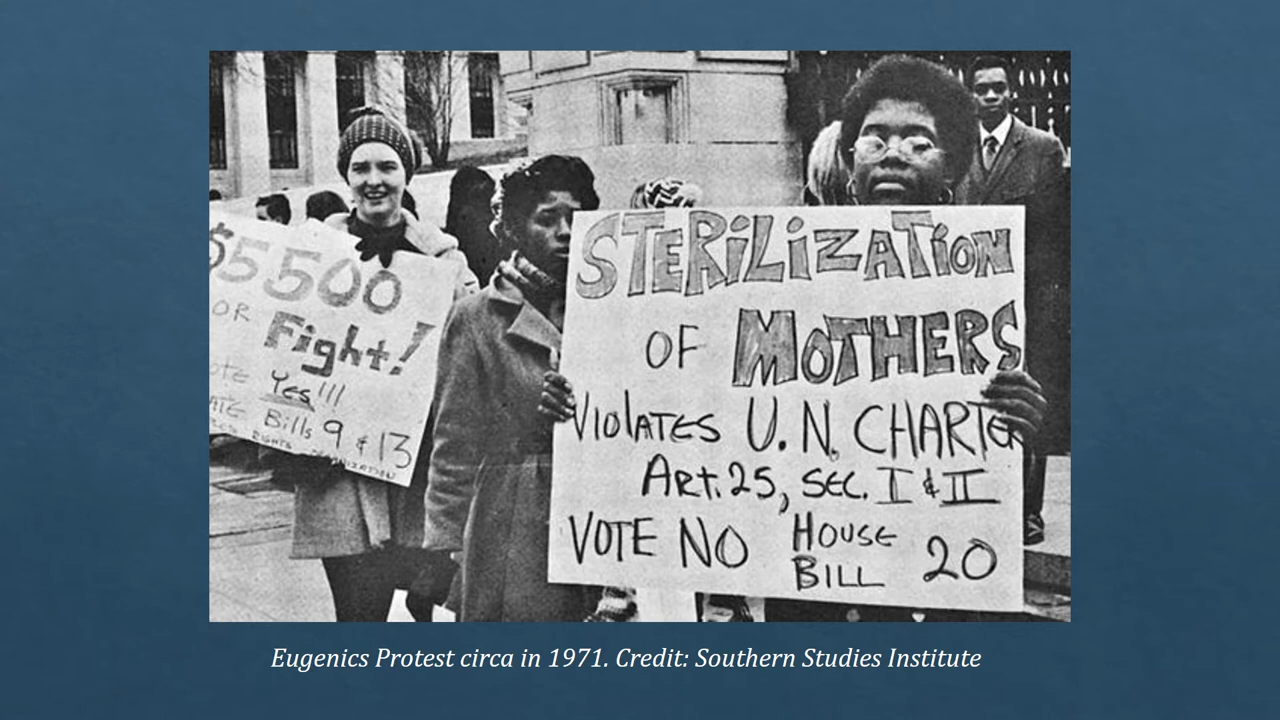 $5500
OR Fight!
Yes!!!
Bills 9 & 13
STERiLiZATiON
OF MOTHERS
ViOLATES U.N. CHARTER
ART. 25, SEC. I & II
VOTE NO HOUSE
BILL 20
Eugenics Protest circa in 1971. Credit: Southern Studies Institute